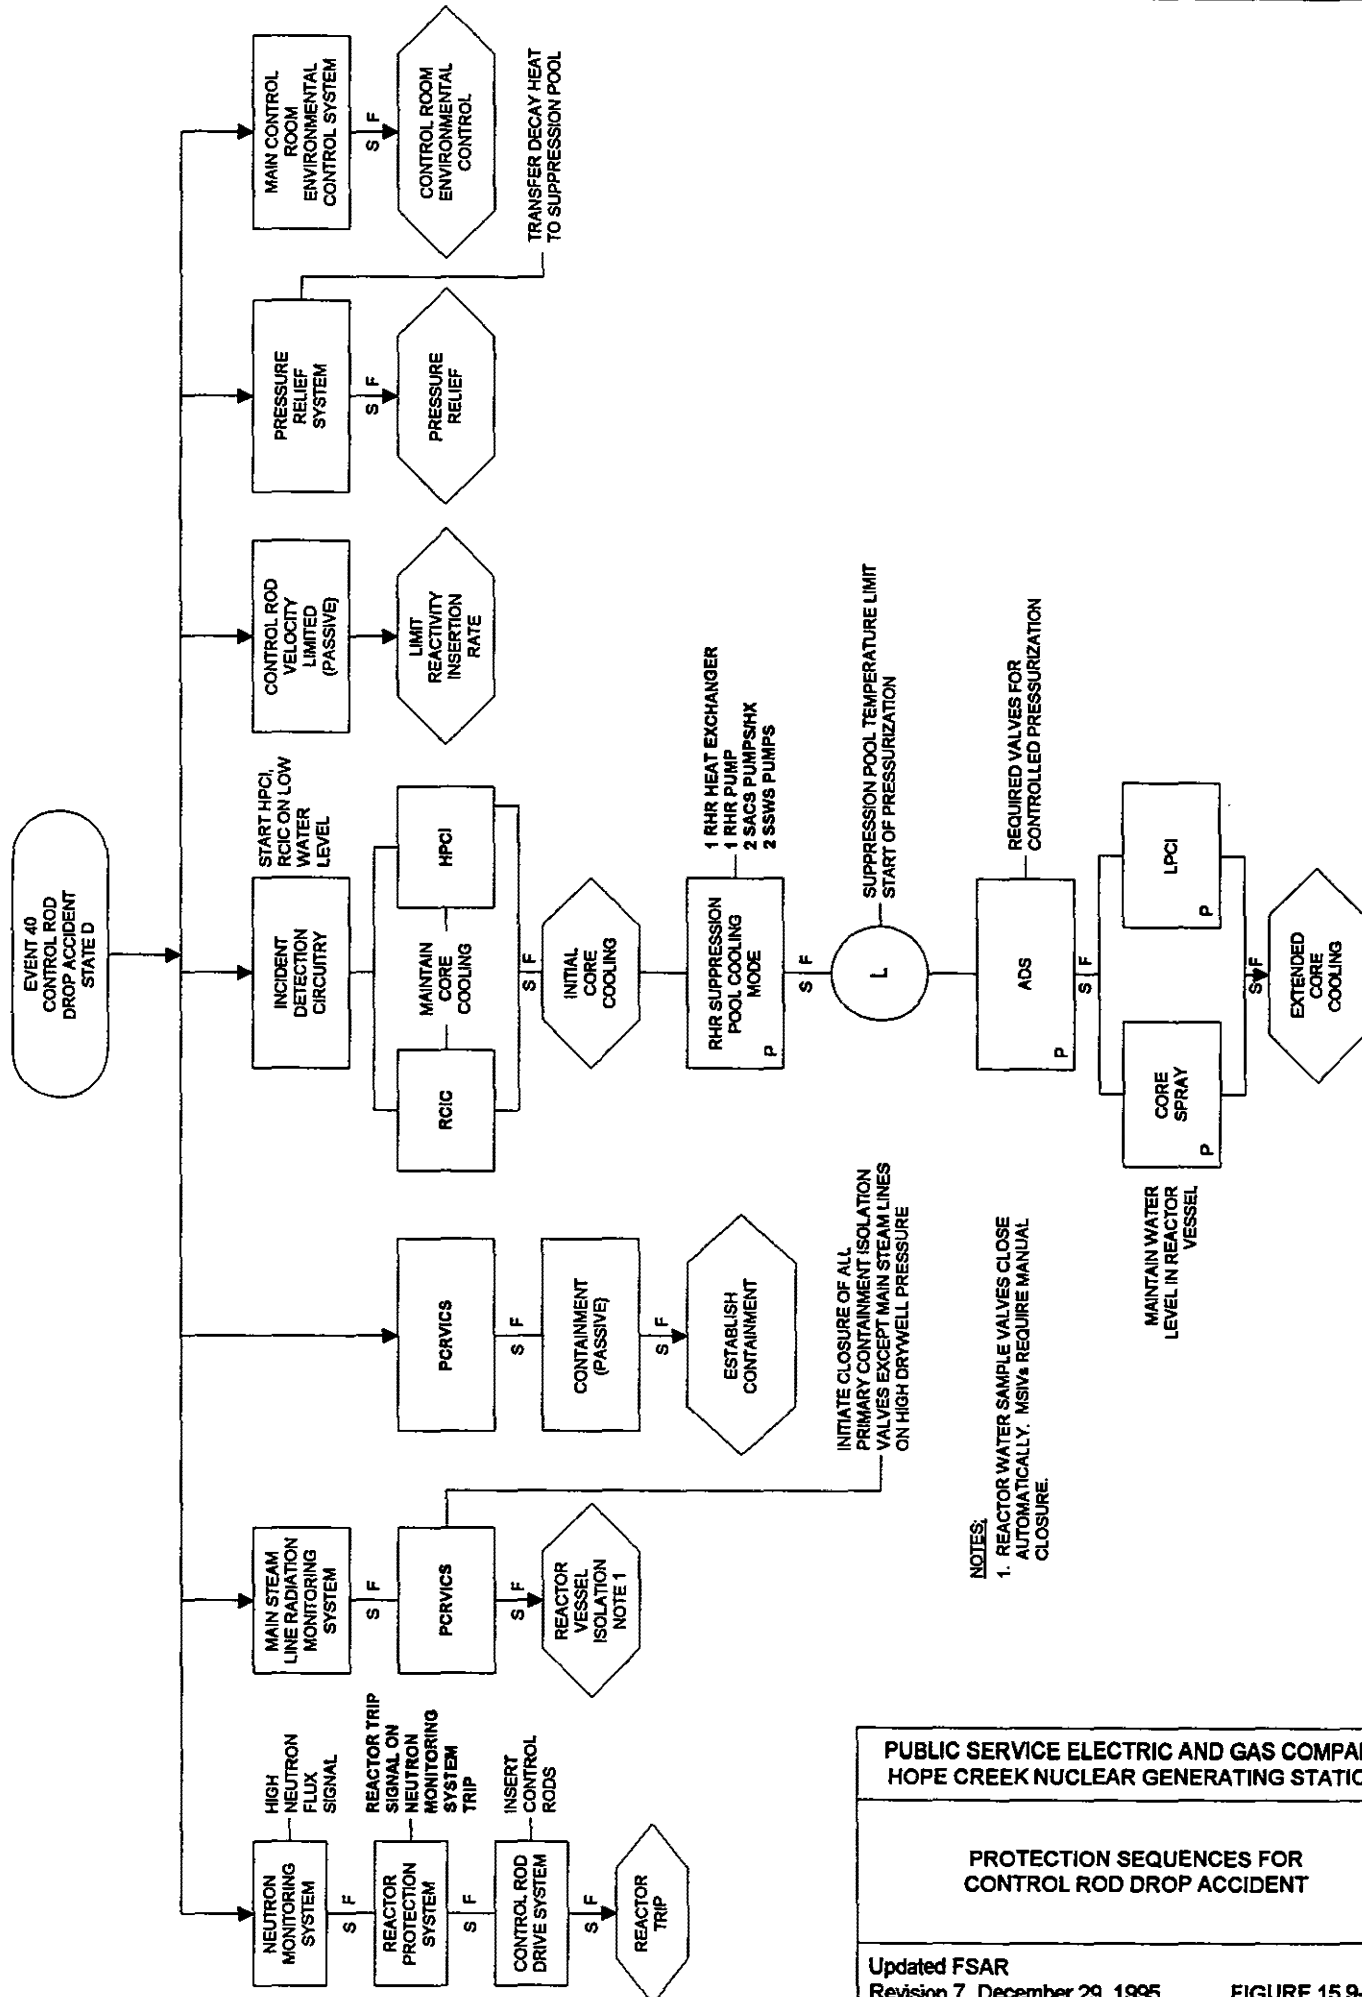 EVENT 40
CONTROL ROD
DROP ACCIDENT
STATE D
NEUTRON
MONITORING
SYSTEM
HIGH
NEUTRON
FLUX
SIGNAL
S F
REACTOR
PROTECTION
SYSTEM
REACTOR TRIP
SIGNAL ON
NEUTRON
MONITORING
SYSTEM
TRIP
S F
CONTROL ROD
DRIVE SYSTEM
INSERT
CONTROL
RODS
S F
REACTOR
TRIP
MAIN STEAM
LINE RADIATION
MONITORING
SYSTEM
S F
PCRVICS
S F
REACTOR
VESSEL
ISOLATION
NOTE 1
INITIATE CLOSURE OF ALL
PRIMARY CONTAINMENT ISOLATION
VALVES EXCEPT MAIN STEAM LINES
ON HIGH DRYWELL PRESSURE
PCRVICS
S F
CONTAINMENT
(PASSIVE)
S F
ESTABLISH
CONTAINMENT
INCIDENT
DETECTION
CIRCUITRY
START HPCI,
RCIC ON LOW
WATER
LEVEL
RCIC
MAINTAIN
CORE
COOLING
HPCI
S F
INITIAL
CORE
COOLING
RHR SUPPRESSION
POOL COOLING
MODE
P
1 RHR HEAT EXCHANGER
1 RHR PUMP
2 SACS PUMPS/HX
2 SSWS PUMPS
S F
L
SUPPRESSION POOL TEMPERATURE LIMIT
START OF PRESSURIZATION
ADS
P
REQUIRED VALVES FOR
CONTROLLED PRESSURIZATION
S F
CORE
SPRAY
P
LPCI
P
MAINTAIN WATER
LEVEL IN REACTOR
VESSEL
S F
EXTENDED
CORE
COOLING
CONTROL ROD
VELOCITY
LIMITED
(PASSIVE)
LIMIT
REACTIVITY
INSERTION
RATE
PRESSURE
RELIEF
SYSTEM
S F
PRESSURE
RELIEF
TRANSFER DECAY HEAT
TO SUPPRESSION POOL
MAIN CONTROL
ROOM
ENVIRONMENTAL
CONTROL SYSTEM
S F
CONTROL ROOM
ENVIRONMENTAL
CONTROL
NOTES:
1. REACTOR WATER SAMPLE VALVES CLOSE
AUTOMATICALLY. MSIVs REQUIRE MANUAL
CLOSURE.
PUBLIC SERVICE ELECTRIC AND GAS COMPA
HOPE CREEK NUCLEAR GENERATING STATIO
PROTECTION SEQUENCES FOR
CONTROL ROD DROP ACCIDENT
Updated FSAR
Revision 7, December 29, 1995 FIGURE 15.9-